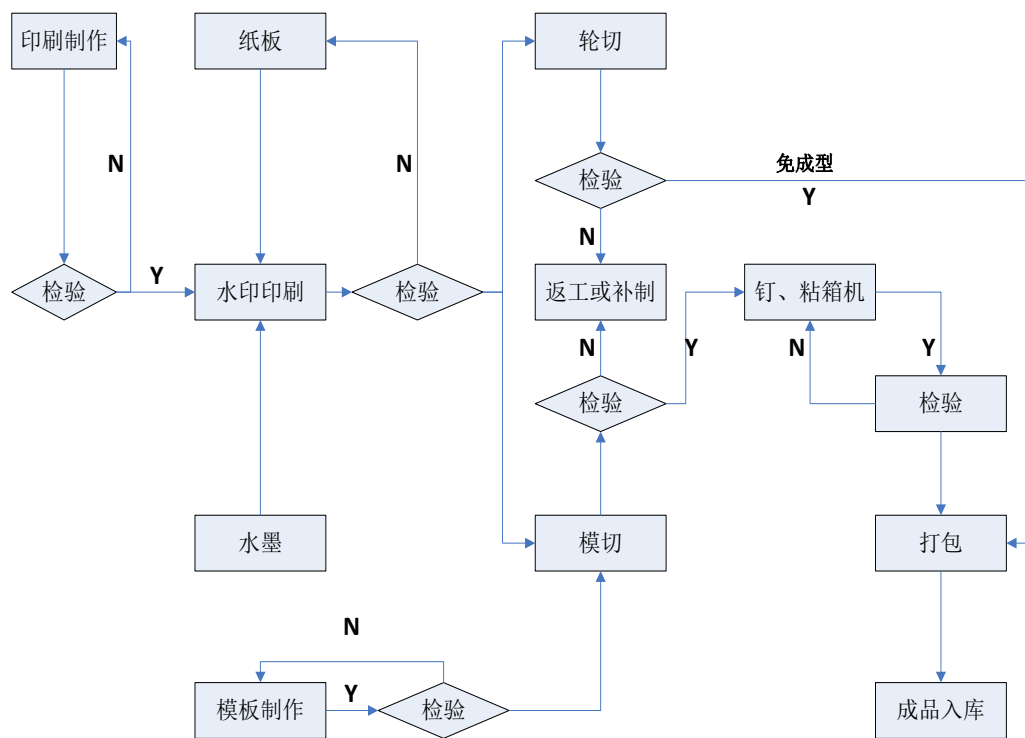 印刷制作
纸板
轮切
N
N
检验
免成型
Y
N
检验
Y
水印印刷
检验
返工或补制
钉、粘箱机
N
Y
N
Y
检验
检验
水墨
模切
打包
N
模板制作
Y
检验
成品入库